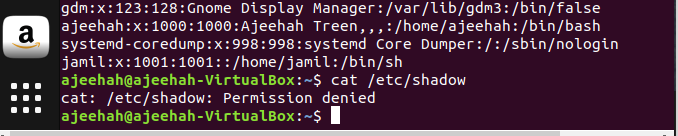 gdm:x:123:128:Gnome Display Manager:/var/lib/gdm3:/bin/false
ajeehah:x:1000:1000:Ajeehah Treen,,,:/home/ajeehah:/bin/bash
systemd-coredump:x:998:998:systemd Core Dumper:/:/sbin/nologin
jamil:x:1001:1001::/home/jamil:/bin/sh
ajeehah@ajeehah-VirtualBox:~$ cat /etc/shadow
cat: /etc/shadow: Permission denied
ajeehah@ajeehah-VirtualBox:~$